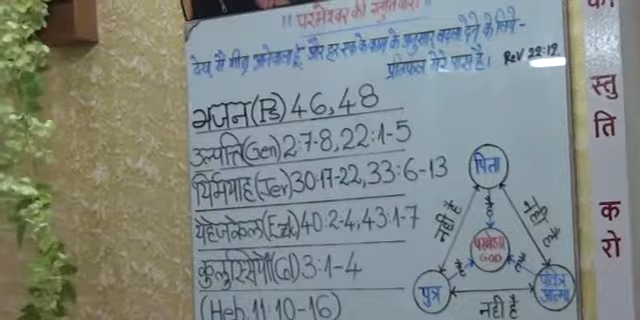 ॥ परमेश्वर की स्तुति करो ॥
देख मैं शीघ्र आनेवाला हूँ और हर एक के काम के अनुसार बदला देने के लिये -
प्रतिफल मेरे पास है। Rev 22:12
भजन(Ps) 46,48
उत्पत्ति(Gen) 2:7-8,22:1-5
यिर्मयाह(Jer) 30:17-22,33:6-13
यहेजकेल(Ezek) 40:2-4,43:1-7
कुलुस्सियों(Col) 3:1-4
(Heb. 11:10-16)
पिता
नहीं है
है
नहीं है
परमेश्वर
GOD
है
है
पुत्र
पवित्र
आत्मा
नहीं है
स्तु
ति
क
रो